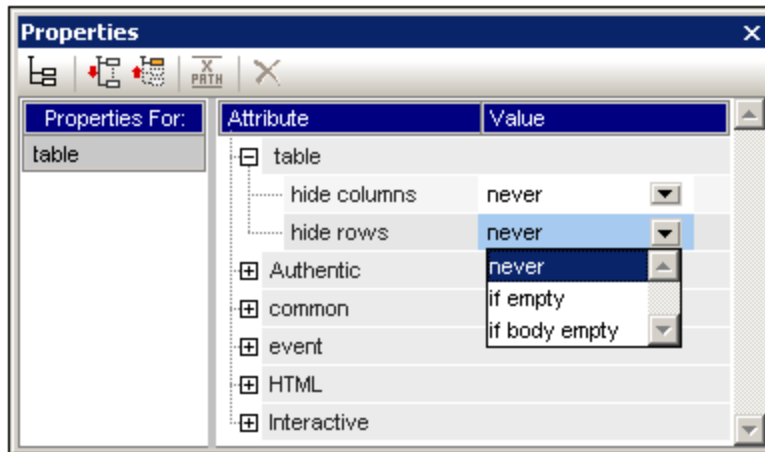 Properties
X
PATH
Properties For:
Attribute
Value
table
table
hide columns
never
hide rows
never
never
Authentic
if empty
common
if body empty
event
HTML
Interactive